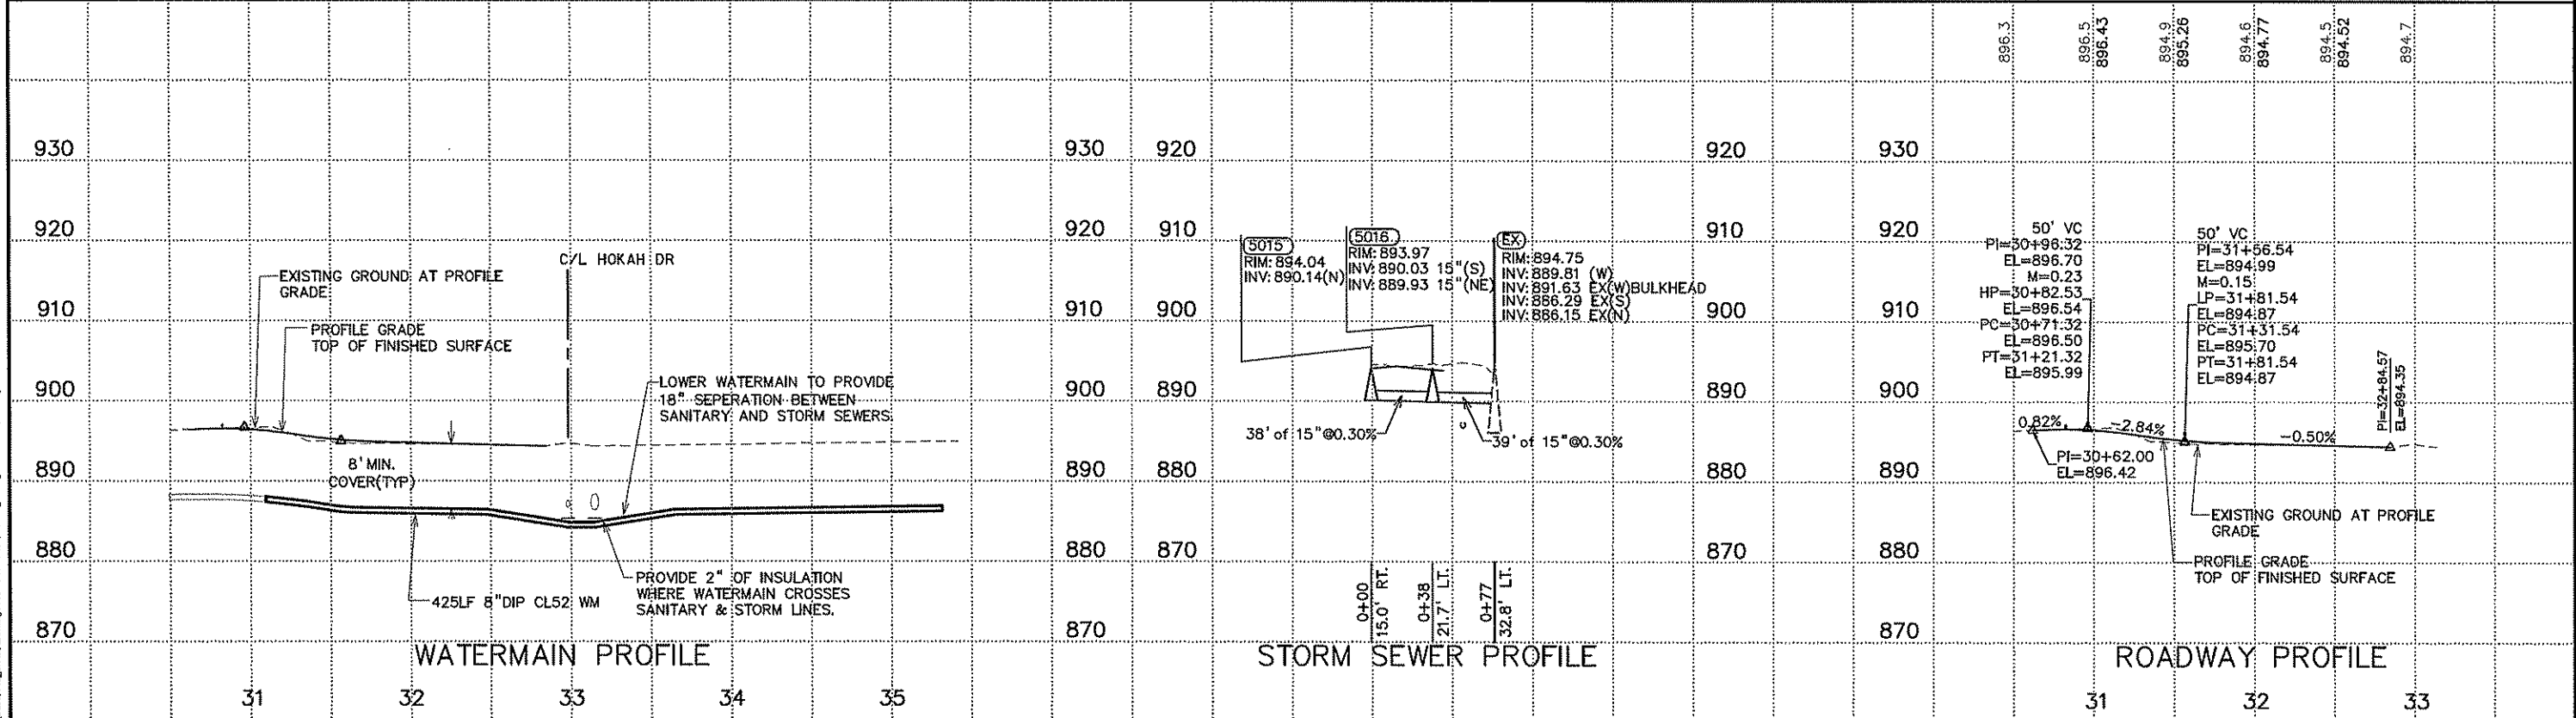 896.3
896.5
896.43
894.9
895.26
894.6
894.77
894.5
894.52
894.7
930
920
910
900
890
880
870
EXISTING GROUND AT PROFILE
GRADE
PROFILE GRADE
TOP OF FINISHED SURFACE
C/L HOKAH DR
LOWER WATERMAIN TO PROVIDE
18" SEPERATION BETWEEN
SANITARY AND STORM SEWERS
8' MIN.
COVER(TYP)
425LF 8"DIP CL52 WM
PROVIDE 2" OF INSULATION
WHERE WATERMAIN CROSSES
SANITARY & STORM LINES.
930
920
910
900
890
880
870
WATERMAIN PROFILE
31
32
33
34
35
920
910
900
890
880
870
5015
RIM: 894.04
INV: 890.14(N)
5016
RIM: 893.97
INV: 890.03 15"(S)
INV: 889.93 15"(NE)
EX
RIM: 894.75
INV: 889.81 (W)
INV: 891.63 EX(W)BULKHEAD
INV: 886.29 EX(S)
INV: 886.15 EX(N)
38' of 15"@0.30%
39' of 15"@0.30%
0+00
15.0' RT.
0+38
21.7' LT.
0+77
32.8' LT.
920
910
900
890
880
870
STORM SEWER PROFILE
930
920
910
900
890
880
870
50' VC
PI=30+96.32
EL=896.70
M=0.23
HP=30+82.53
EL=896.54
PC=30+71.32
EL=896.50
PT=31+21.32
EL=895.99
50' VC
PI=31+56.54
EL=894.99
M=0.15
LP=31+81.54
EL=894.87
PC=31+31.54
EL=895.70
PT=31+81.54
EL=894.87
PI=32+84.57
EL=894.35
0.82%
-2.84%
-0.50%
PI=30+62.00
EL=896.42
EXISTING GROUND AT PROFILE
GRADE
PROFILE GRADE
TOP OF FINISHED SURFACE
ROADWAY PROFILE
31
32
33